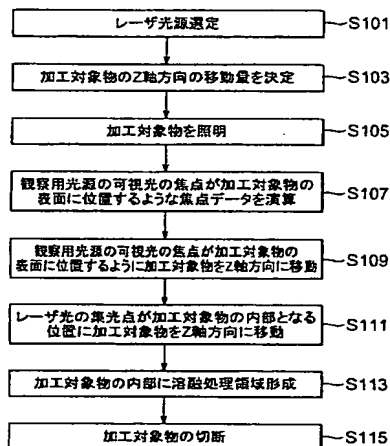 レーザ光源選定
S101
加工対象物のZ軸方向の移動量を決定
S103
加工対象物を照明
S105
観察用光源の可視光の焦点が加工対象物の
表面に位置するような焦点データを演算
S107
観察用光源の可視光の焦点が加工対象物の
表面に位置するように加工対象物をZ軸方向に移動
S109
レーザ光の集光点が加工対象物の内部となる
位置に加工対象物をZ軸方向に移動
S111
加工対象物の内部に溶融処理領域形成
S113
加工対象物の切断
S115